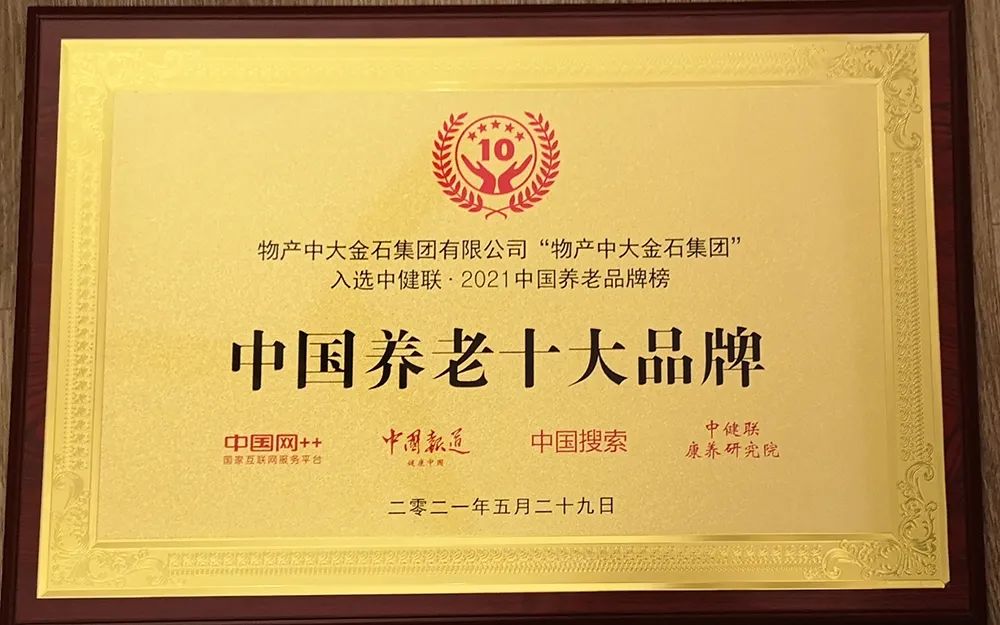 10
物产中大金石集团有限公司“物产中大金石集团”
入选中健联·2021中国养老品牌榜
中国养老十大品牌
中国网++
国家互联网服务平台
中国报道
健康中国
中国搜索
中健联
康养研究院
二零二一年五月二十九日